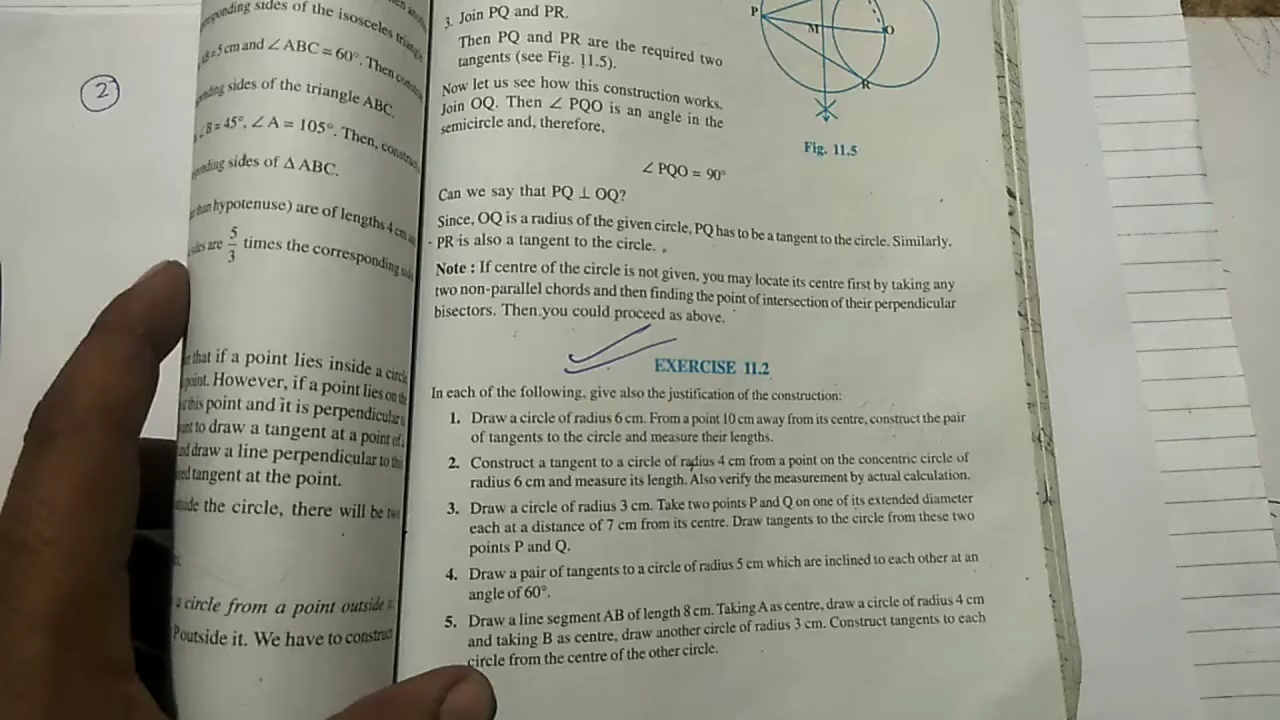 2
sides of the isosceles
=5 cm and ∠ABC = 60°. Then
sides of the triangle ABC.
∠B = 45°, ∠A = 105°. Then, construct
sides of Δ ABC.
than hypotenuse) are of lengths 4 cm
are 5/3 times the corresponding
that if a point lies inside a circle
point. However, if a point lies on the
this point and it is perpendicular
to draw a tangent at a point of
draw a line perpendicular to this
tangent at the point.
the circle, there will be
a circle from a point outside
P outside it. We have to construct
3. Join PQ and PR.
Then PQ and PR are the required two
tangents (see Fig. 11.5).
Now let us see how this construction works.
Join OQ. Then ∠ PQO is an angle in the
semicircle and, therefore,
P
M
O
R
Fig. 11.5
∠ PQO = 90°
Can we say that PQ ⊥ OQ?
Since, OQ is a radius of the given circle, PQ has to be a tangent to the circle. Similarly,
PR is also a tangent to the circle.
Note : If centre of the circle is not given, you may locate its centre first by taking any
two non-parallel chords and then finding the point of intersection of their perpendicular
bisectors. Then you could proceed as above.
EXERCISE 11.2
In each of the following, give also the justification of the construction:
1. Draw a circle of radius 6 cm. From a point 10 cm away from its centre, construct the pair
of tangents to the circle and measure their lengths.
2. Construct a tangent to a circle of radius 4 cm from a point on the concentric circle of
radius 6 cm and measure its length. Also verify the measurement by actual calculation.
3. Draw a circle of radius 3 cm. Take two points P and Q on one of its extended diameter
each at a distance of 7 cm from its centre. Draw tangents to the circle from these two
points P and Q.
4. Draw a pair of tangents to a circle of radius 5 cm which are inclined to each other at an
angle of 60°.
5. Draw a line segment AB of length 8 cm. Taking A as centre, draw a circle of radius 4 cm
and taking B as centre, draw another circle of radius 3 cm. Construct tangents to each
circle from the centre of the other circle.